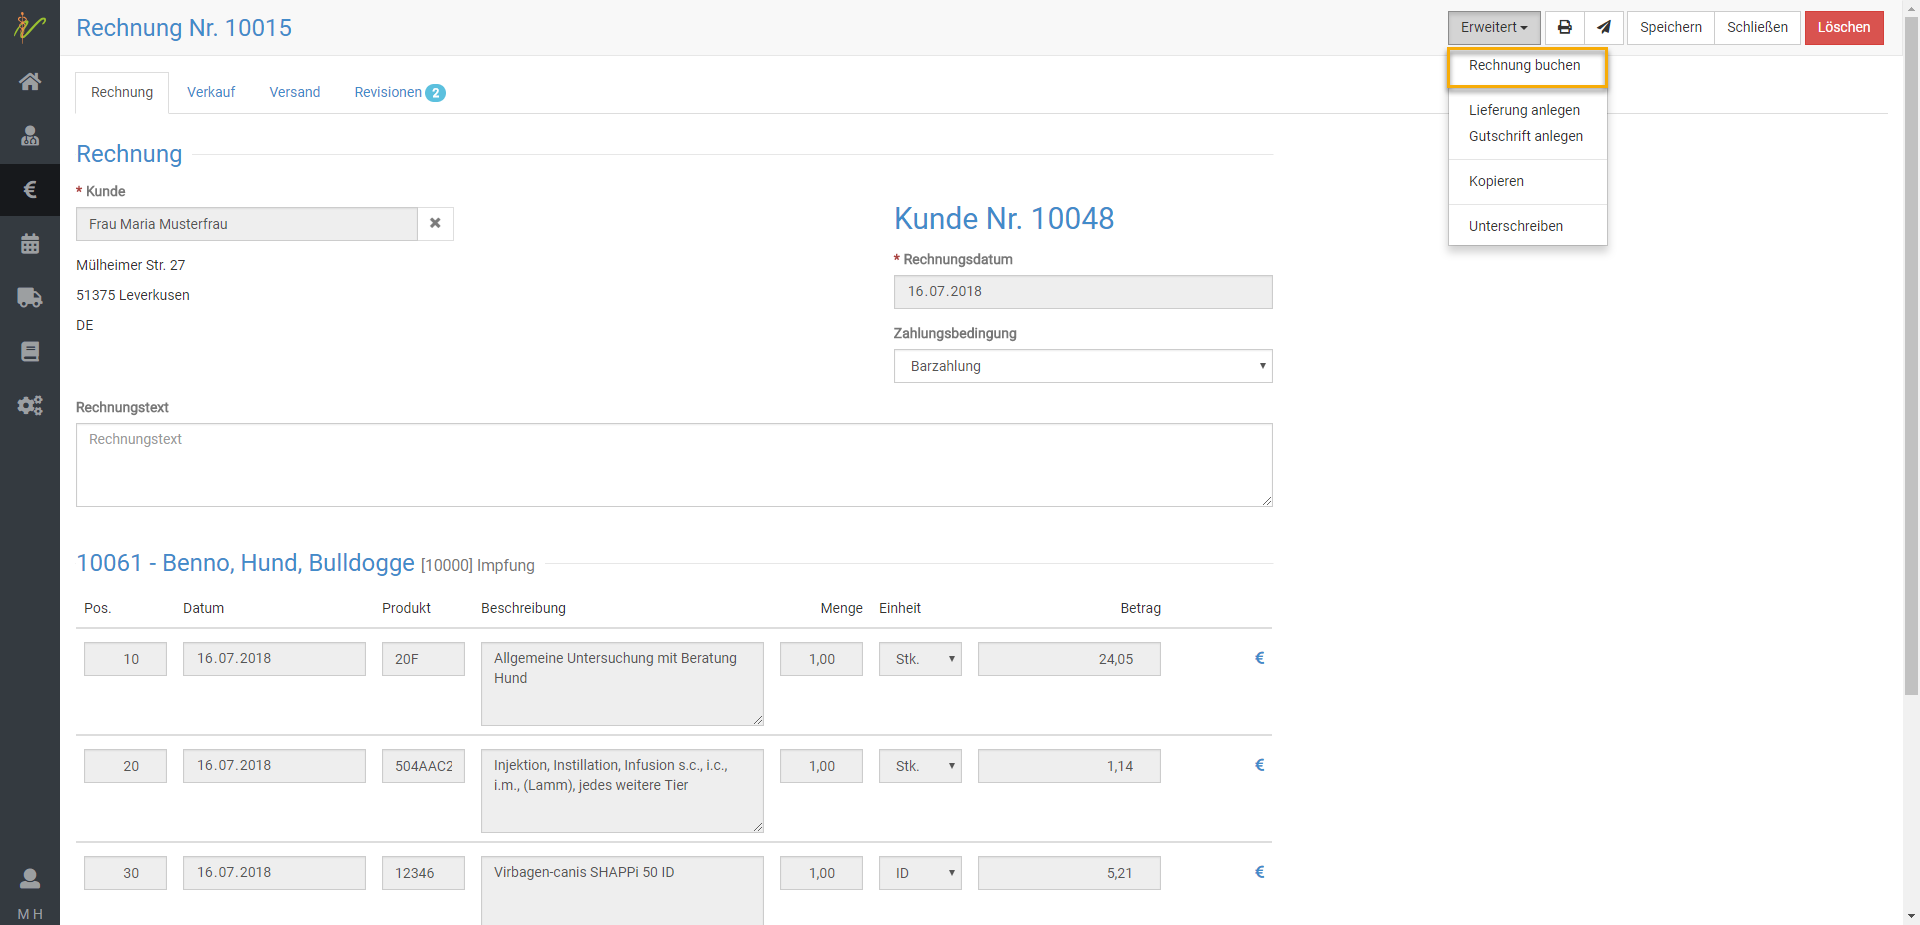 Rechnung Nr. 10015
Erweitert
Speichern
Schließen
Löschen
Rechnung buchen
Lieferung anlegen
Gutschrift anlegen
Kopieren
Unterschreiben
Rechnung
Verkauf
Versand
Revisionen 2
Rechnung
* Kunde
Frau Maria Musterfrau
Mülheimer Str. 27
51375 Leverkusen
DE
Kunde Nr. 10048
* Rechnungsdatum
16.07.2018
Zahlungsbedingung
Barzahlung
Rechnungstext
Rechnungstext
10061 - Benno, Hund, Bulldogge [10000] Impfung
Pos. Datum Produkt Beschreibung Menge Einheit Betrag
10 16.07.2018 20F Allgemeine Untersuchung mit Beratung 1,00 Stk. 24,05 €
Hund
20 16.07.2018 504AAC2 Injektion, Instillation, Infusion s.c., i.c., 1,00 Stk. 1,14 €
i.m., (Lamm), jedes weitere Tier
30 16.07.2018 12346 Virbagen-canis SHAPPi 50 ID 1,00 ID 5,21 €
M H